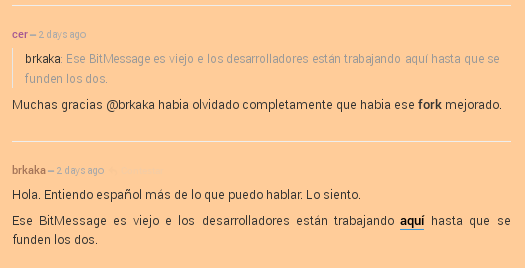 cer — 2 days ago
brkaka: Ese BitMessage es viejo e los desarrolladores están trabajando aquí hasta que se
funden los dos.
Muchas gracias @brkaka habia olvidado completamente que habia ese fork mejorado.
brkaka — 2 days ago
Hola. Entiendo español más de lo que puedo hablar. Lo siento.
Ese BitMessage es viejo e los desarrolladores están trabajando aquí hasta que se
funden los dos.